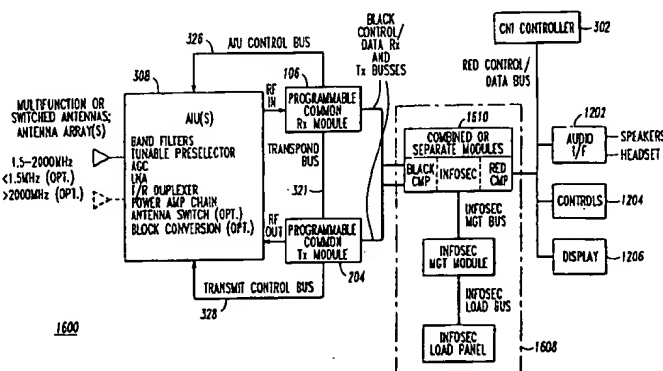 326
A/U CONTROL BUS
BLACK
CONTROL/
DATA Rx
AND
Tx BUSSES
CNI CONTROLLER
302
RED CONTROL/
DATA BUS
308
106
RF
IN
MULTIFUNCTION OR
SWITCHED ANTENNAS;
ANTENNA ARRAY(S)
1.5-2000MHz
<1.5MHz (OPT.)
>2000MHz (OPT.)
AIU(S)
BAND FILTERS
TUNABLE PRESELECTOR
AGC
LNA
I/R DUPLEXER
POWER AMP CHAIN
ANTENNA SWITCH (OPT.)
BLOCK CONVERSION (OPT.)
PROGRAMMABLE
COMMON
Rx MODULE
TRANSPOND
BUS
321
RF
OUT
PROGRAMMABLE
COMMON
Tx MODULE
204
TRANSMIT CONTROL BUS
328
1610
COMBINED OR
SEPARATE MODULES
BLACK
CMP
INFOSEC
RED
CMP
INFOSEC
MGT BUS
INFOSEC
MGT MODULE
INFOSEC
LOAD BUS
INFOSEC
LOAD PANEL
1608
1202
AUDIO
I/F
SPEAKERS
HEADSET
CONTROLS
1204
DISPLAY
1206
1600